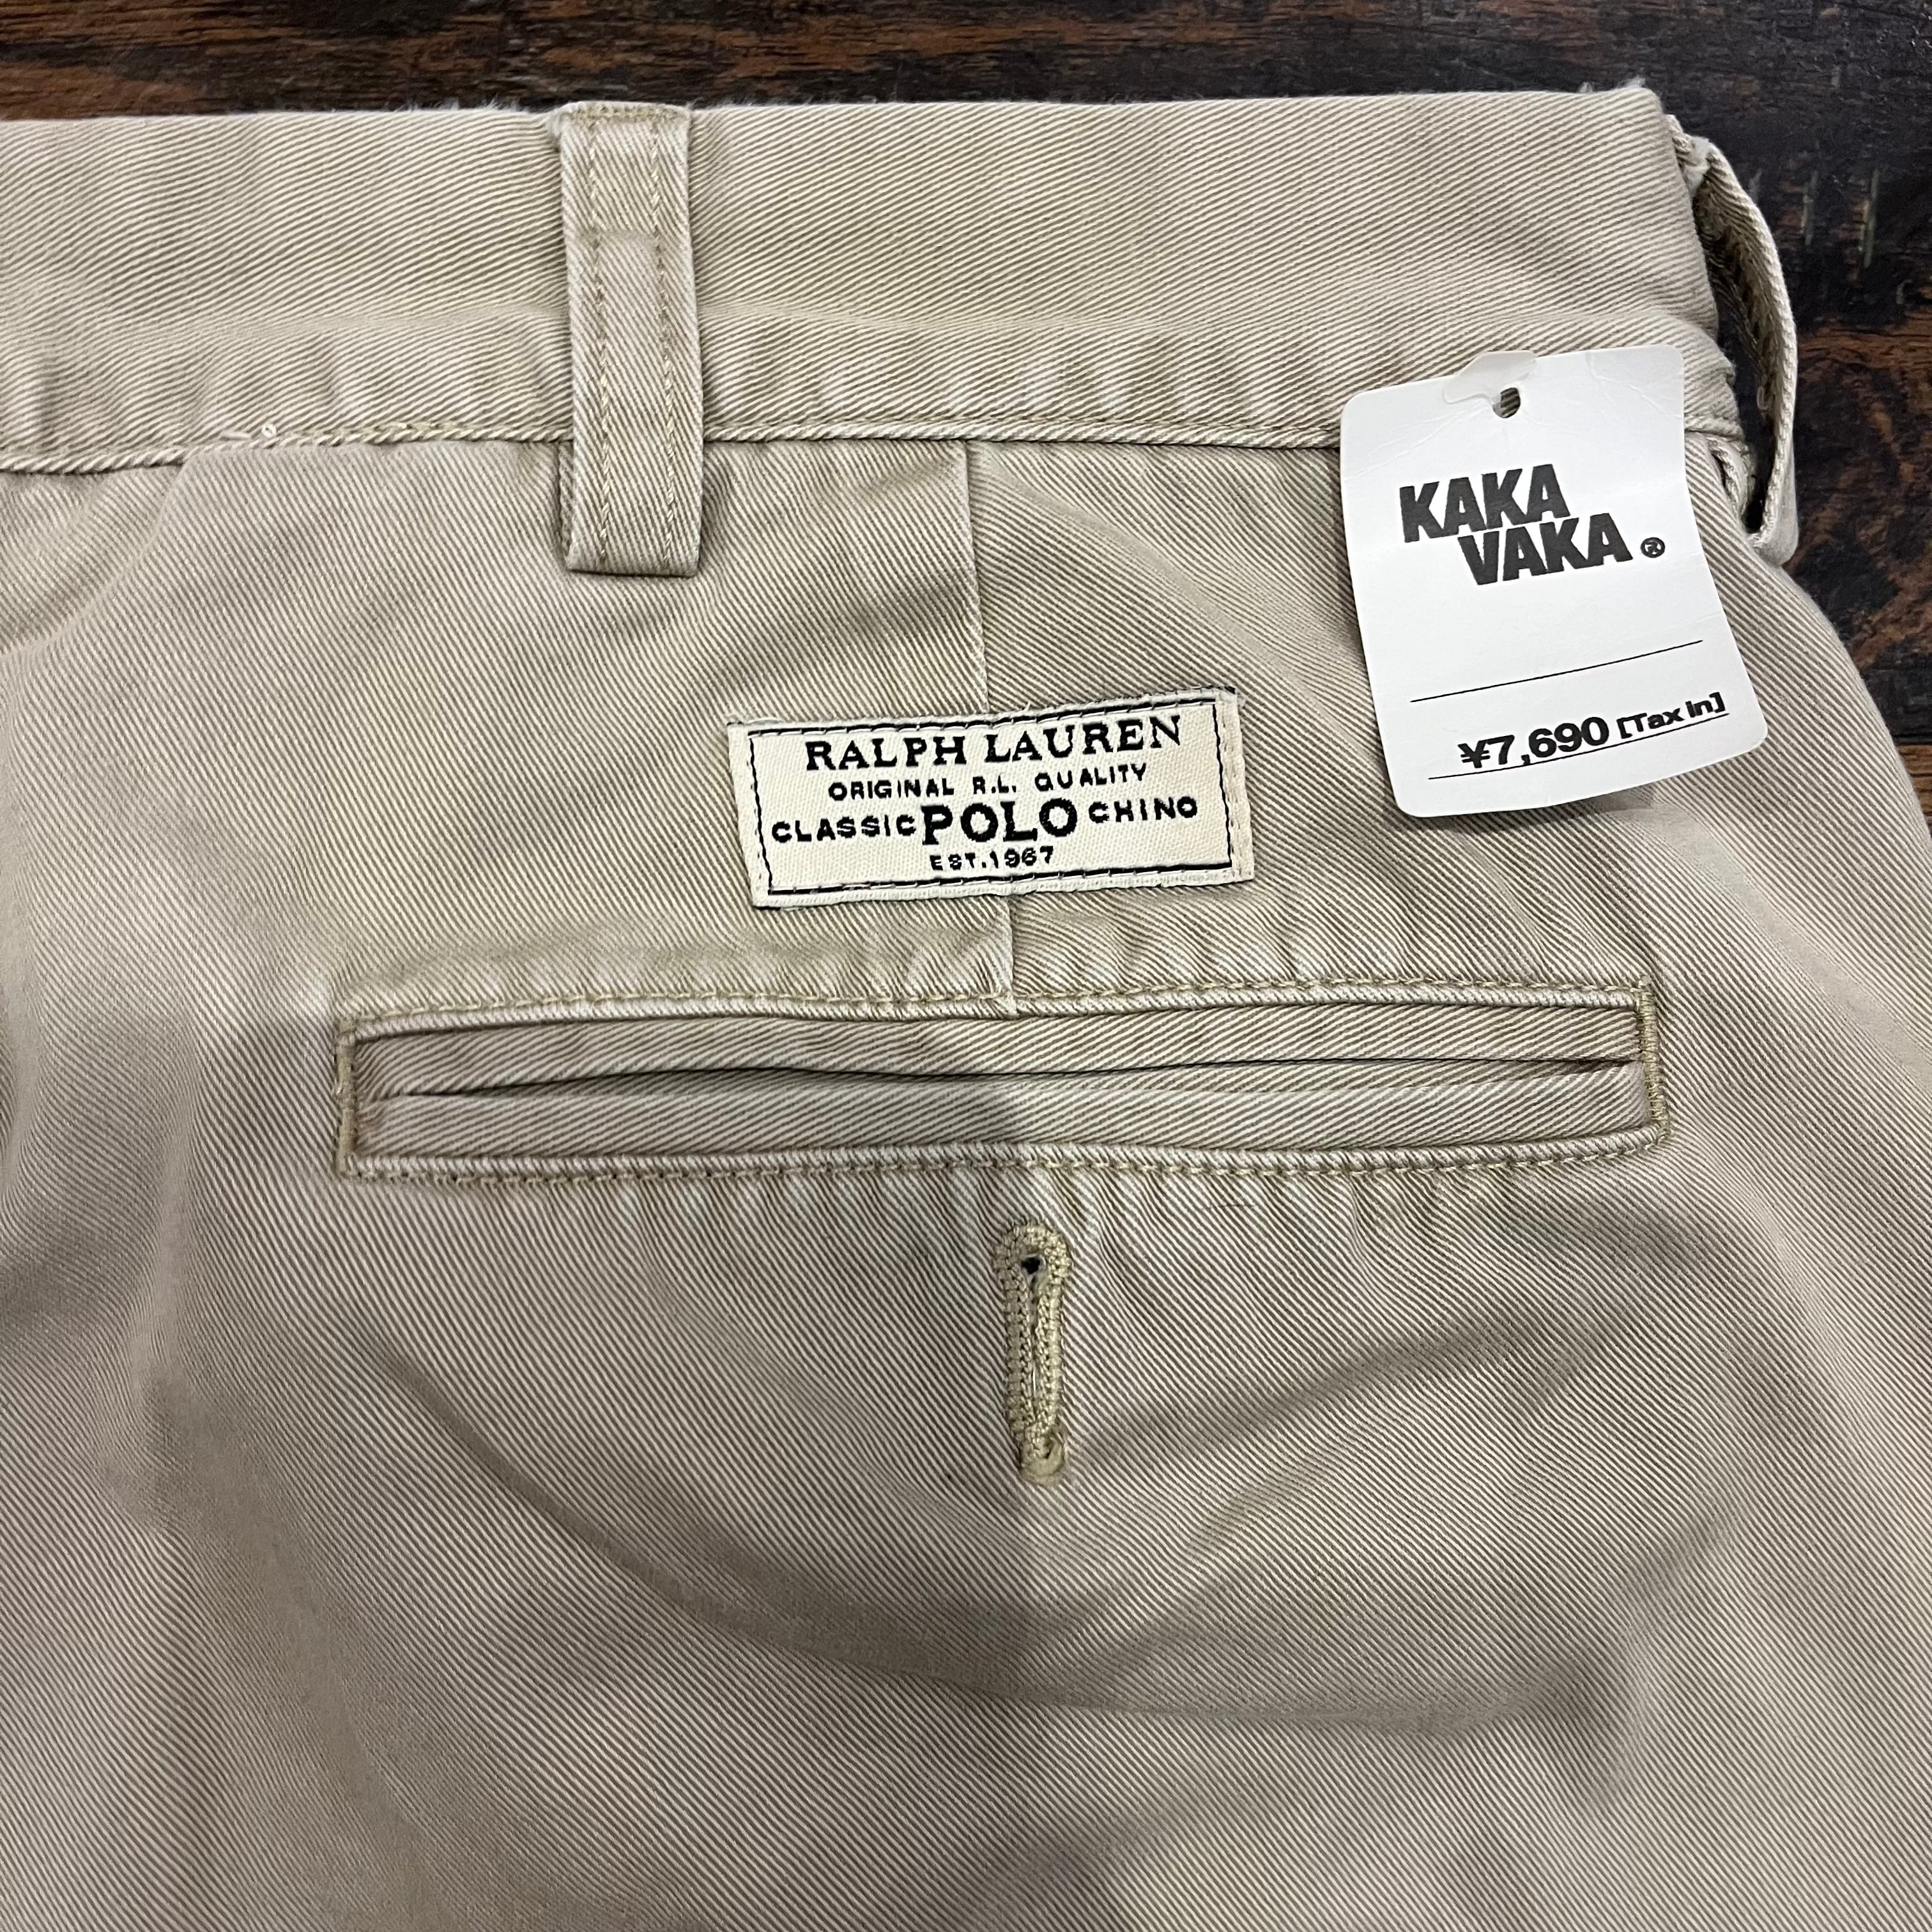 KAKA
VAKA®
¥7,690 [Tax in]
RALPH LAUREN
ORIGINAL R.L. QUALITY
CLASSIC POLO CHINO
EST.1967